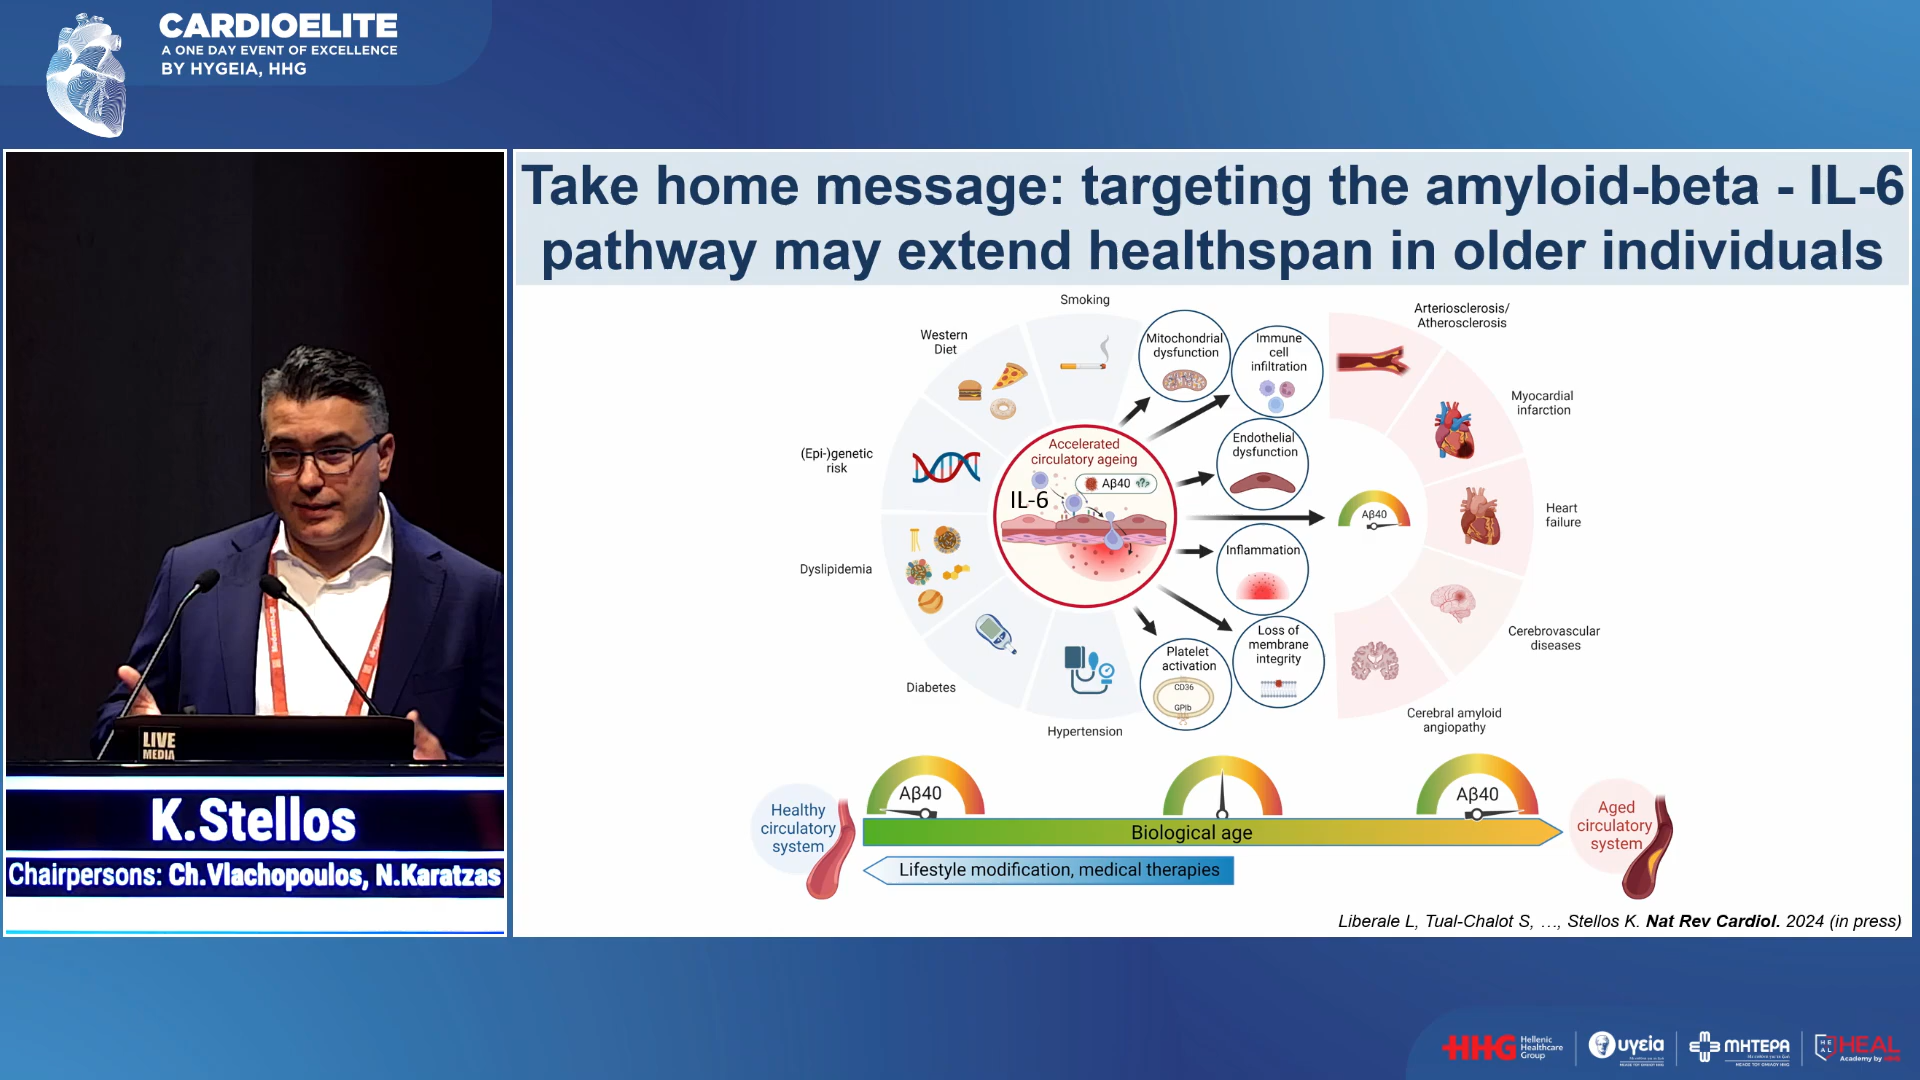 CARDIOELITE
A ONE DAY EVENT OF EXCELLENCE
BY HYGEIA, HHG
Take home message: targeting the amyloid-beta - IL-6
pathway may extend healthspan in older individuals
Smoking
Western
Diet
(Epi-)genetic
risk
Dyslipidemia
Diabetes
Hypertension
Accelerated
circulatory ageing
Aβ40
IL-6
Mitochondrial
dysfunction
Immune
cell
infiltration
Endothelial
dysfunction
Inflammation
Loss of
membrane
integrity
Platelet
activation
CD36
GPIb
Aβ40
Arteriosclerosis/
Atherosclerosis
Myocardial
infarction
Heart
failure
Cerebrovascular
diseases
Cerebral amyloid
angiopathy
Healthy
circulatory
system
Aβ40
Aβ40
Biological age
Lifestyle modification, medical therapies
Aged
circulatory
system
Liberale L, Tual-Chalot S, …, Stellos K. Nat Rev Cardiol. 2024 (in press)
LIVE
MEDIA
K.Stellos
Chairpersons: Ch.Vlachopoulos, N.Karatzas
HHG
Hellenic
Healthcare
Group
υγεία
ΜΗΤΕΡΑ
HEAL
Academy by